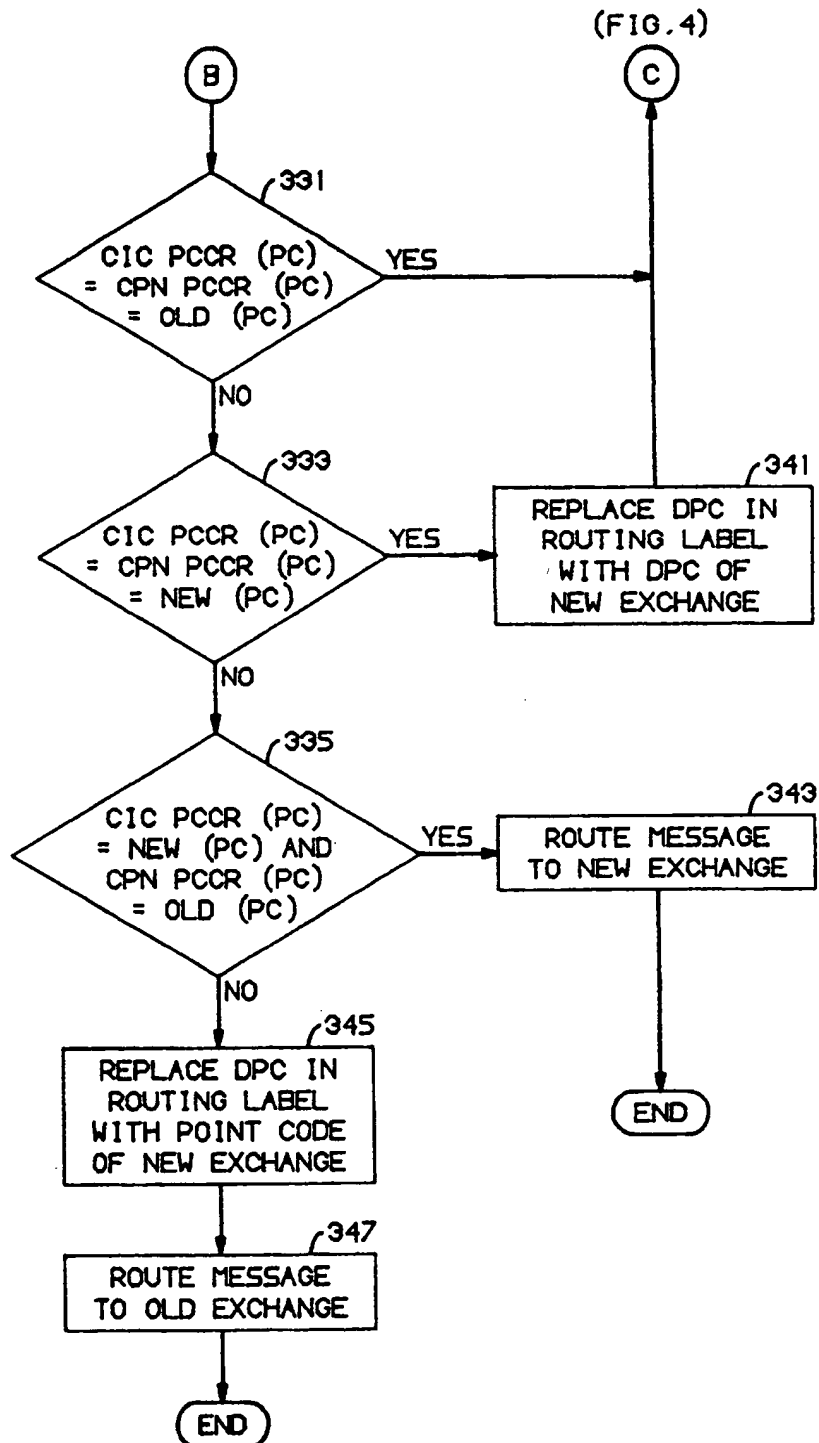 (FIG.4)
B
C
331
CIC PCCR (PC)
= CPN PCCR (PC)
= OLD (PC)
YES
NO
333
CIC PCCR (PC)
= CPN PCCR (PC)
= NEW (PC)
YES
341
REPLACE DPC IN
ROUTING LABEL
WITH DPC OF
NEW EXCHANGE
NO
335
CIC PCCR (PC)
= NEW (PC) AND
CPN PCCR (PC)
= OLD (PC)
YES
343
ROUTE MESSAGE
TO NEW EXCHANGE
END
NO
345
REPLACE DPC IN
ROUTING LABEL
WITH POINT CODE
OF NEW EXCHANGE
347
ROUTE MESSAGE
TO OLD EXCHANGE
END